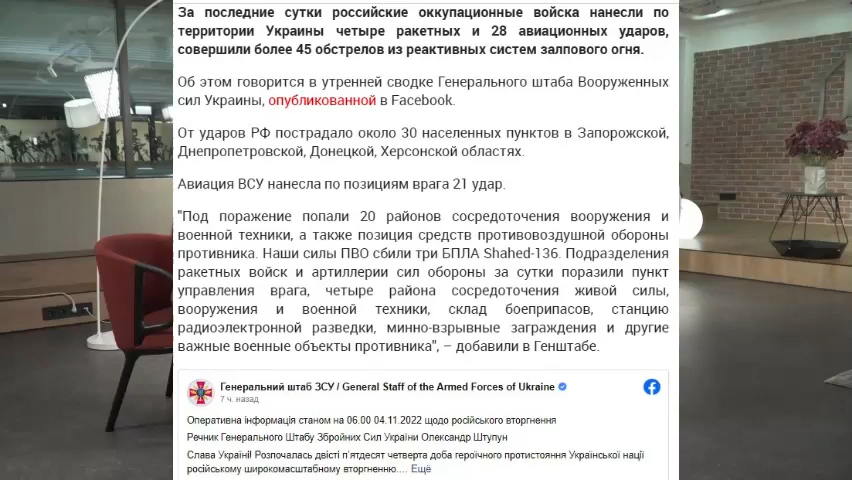 За последние сутки российские оккупационные войска нанесли по
территории Украины четыре ракетных и 28 авиационных ударов,
совершили более 45 обстрелов из реактивных систем залпового огня.
Об этом говорится в утренней сводке Генерального штаба Вооруженных
сил Украины, опубликованной в Facebook.
От ударов РФ пострадало около 30 населенных пунктов в Запорожской,
Днепропетровской, Донецкой, Херсонской областях.
Авиация ВСУ нанесла по позициям врага 21 удар.
"Под поражение попали 20 районов сосредоточения вооружения и
военной техники, а также позиция средств противовоздушной обороны
противника. Наши силы ПВО сбили три БПЛА Shahed-136. Подразделения
ракетных войск и артиллерии сил обороны за сутки поразили пункт
управления врага, четыре района сосредоточения живой силы,
вооружения и военной техники, склад боеприпасов, станцию
радиоэлектронной разведки, минно-взрывные заграждения и другие
важные военные объекты противника", – добавили в Генштабе.
Генеральний штаб ЗСУ / General Staff of the Armed Forces of Ukraine
7 ч. назад
Оперативна інформація станом на 06.00 04.11.2022 щодо російського вторгнення
Речник Генерального Штабу Збройних Сил України Олександр Штупун
Слава Україні! Розпочалась двісті п'ятдесят четверта доба героїчного протистояння Української нації
російському широкомасштабному вторгненню.... Ещё